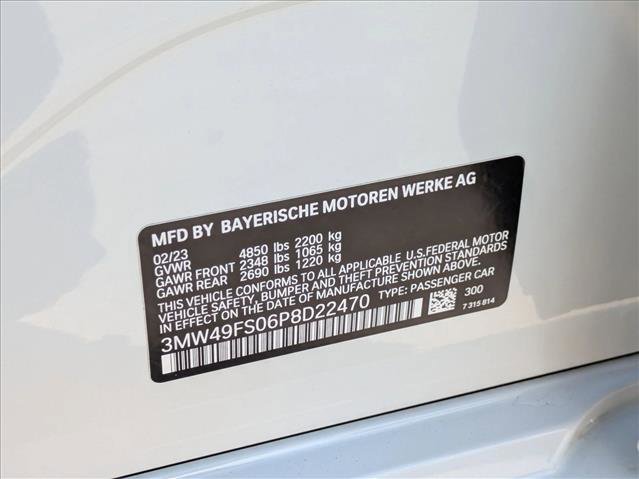 MFD BY BAYERISCHE MOTOREN WERKE AG
02/23
GVWR 4850 lbs 2200 kg
GAWR FRONT 2348 lbs 1065 kg
GAWR REAR 2690 lbs 1220 kg
THIS VEHICLE CONFORMS TO ALL APPLICABLE U.S.FEDERAL MOTOR
VEHICLE SAFETY, BUMPER, AND THEFT PREVENTION STANDARDS
IN EFFECT ON THE DATE OF MANUFACTURE SHOWN ABOVE.
TYPE: PASSENGER CAR
3MW49FS06P8D22470
300
7 315 814